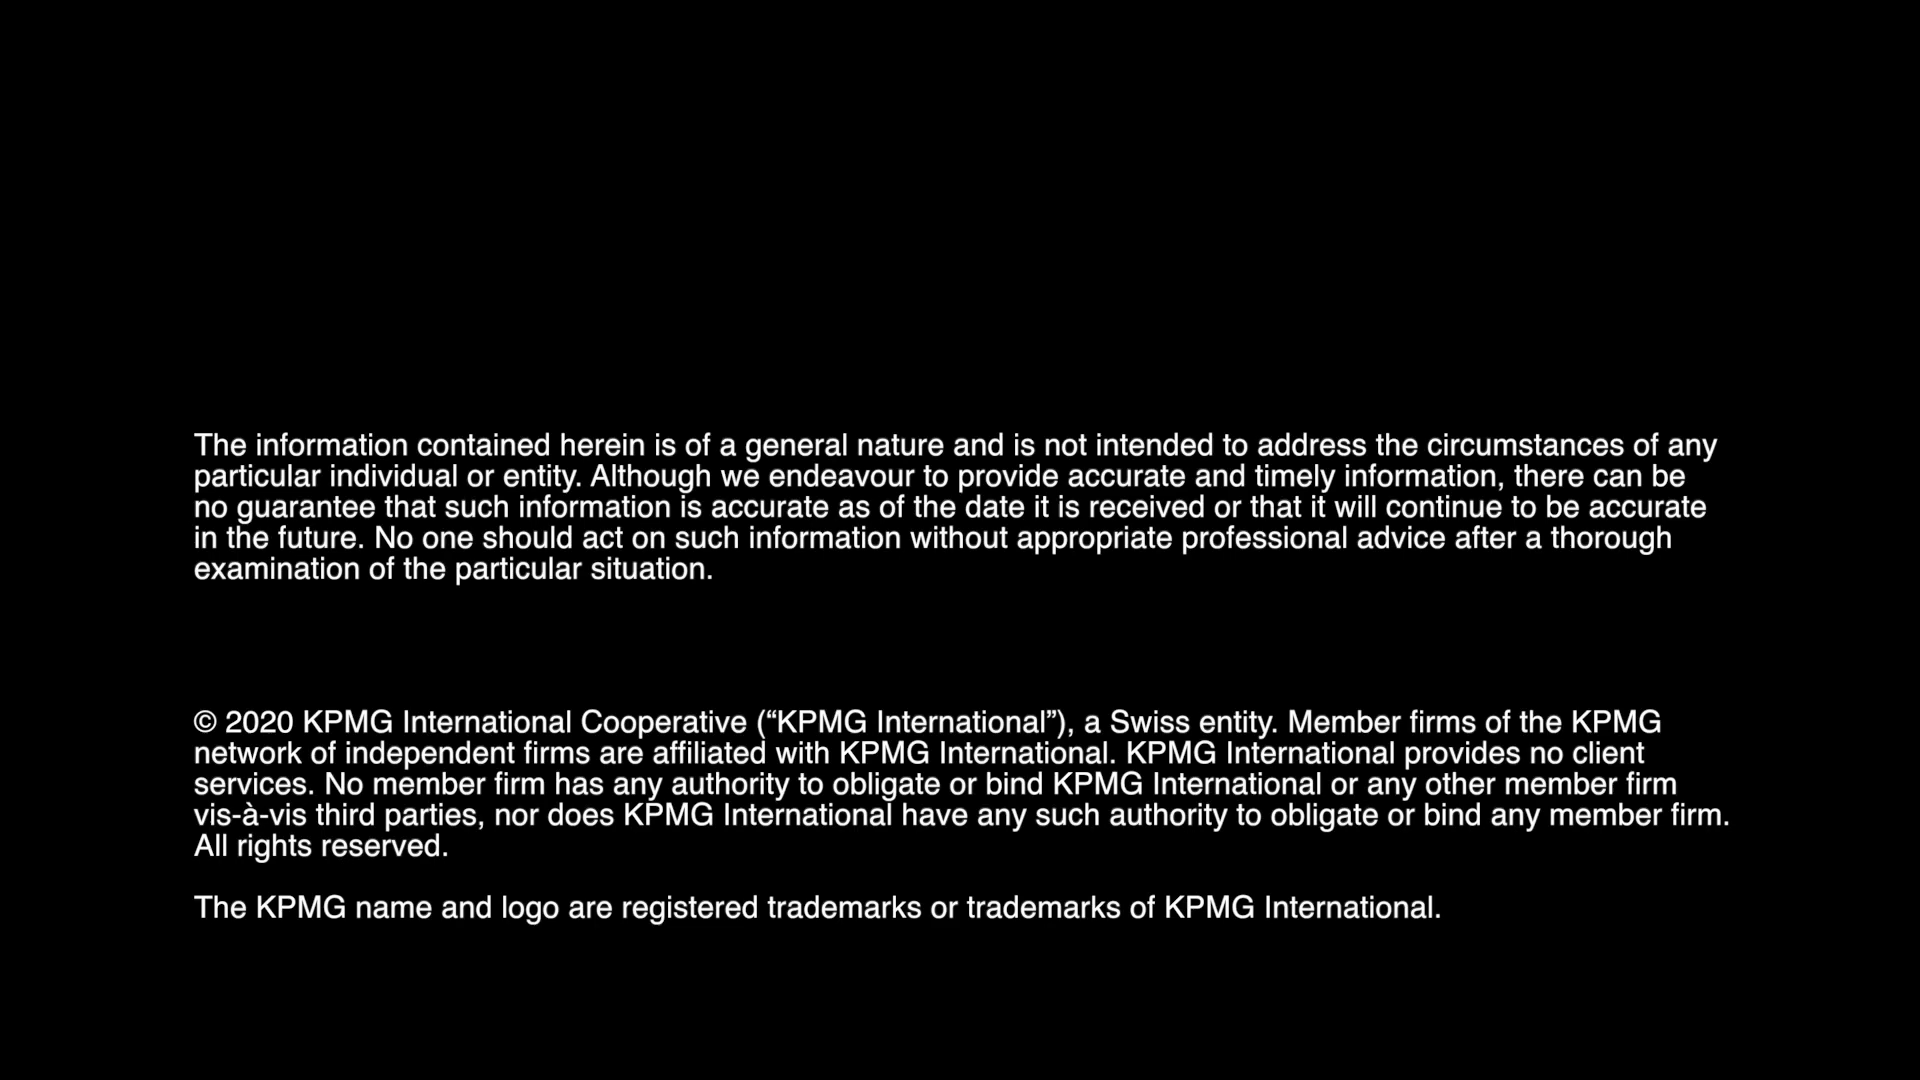 The information contained herein is of a general nature and is not intended to address the circumstances of any
particular individual or entity. Although we endeavour to provide accurate and timely information, there can be
no guarantee that such information is accurate as of the date it is received or that it will continue to be accurate
in the future. No one should act on such information without appropriate professional advice after a thorough
examination of the particular situation.
© 2020 KPMG International Cooperative (“KPMG International”), a Swiss entity. Member firms of the KPMG
network of independent firms are affiliated with KPMG International. KPMG International provides no client
services. No member firm has any authority to obligate or bind KPMG International or any other member firm
vis-à-vis third parties, nor does KPMG International have any such authority to obligate or bind any member firm.
All rights reserved.
The KPMG name and logo are registered trademarks or trademarks of KPMG International.